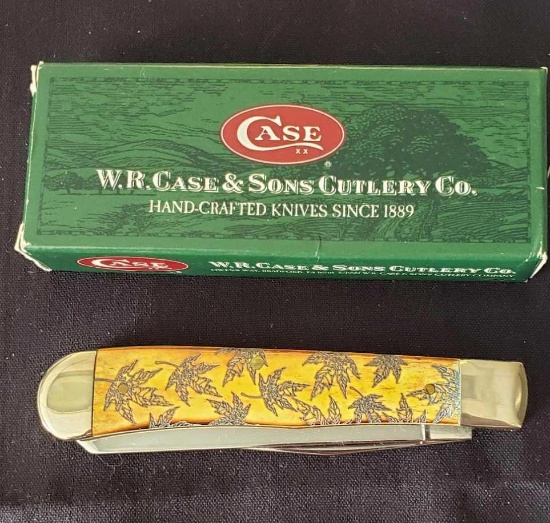 CASE
XX
®
W.R. CASE & SONS CUTLERY CO.
HAND-CRAFTED KNIVES SINCE 1889
CASE
W.R. CASE & SONS CUTLERY CO.